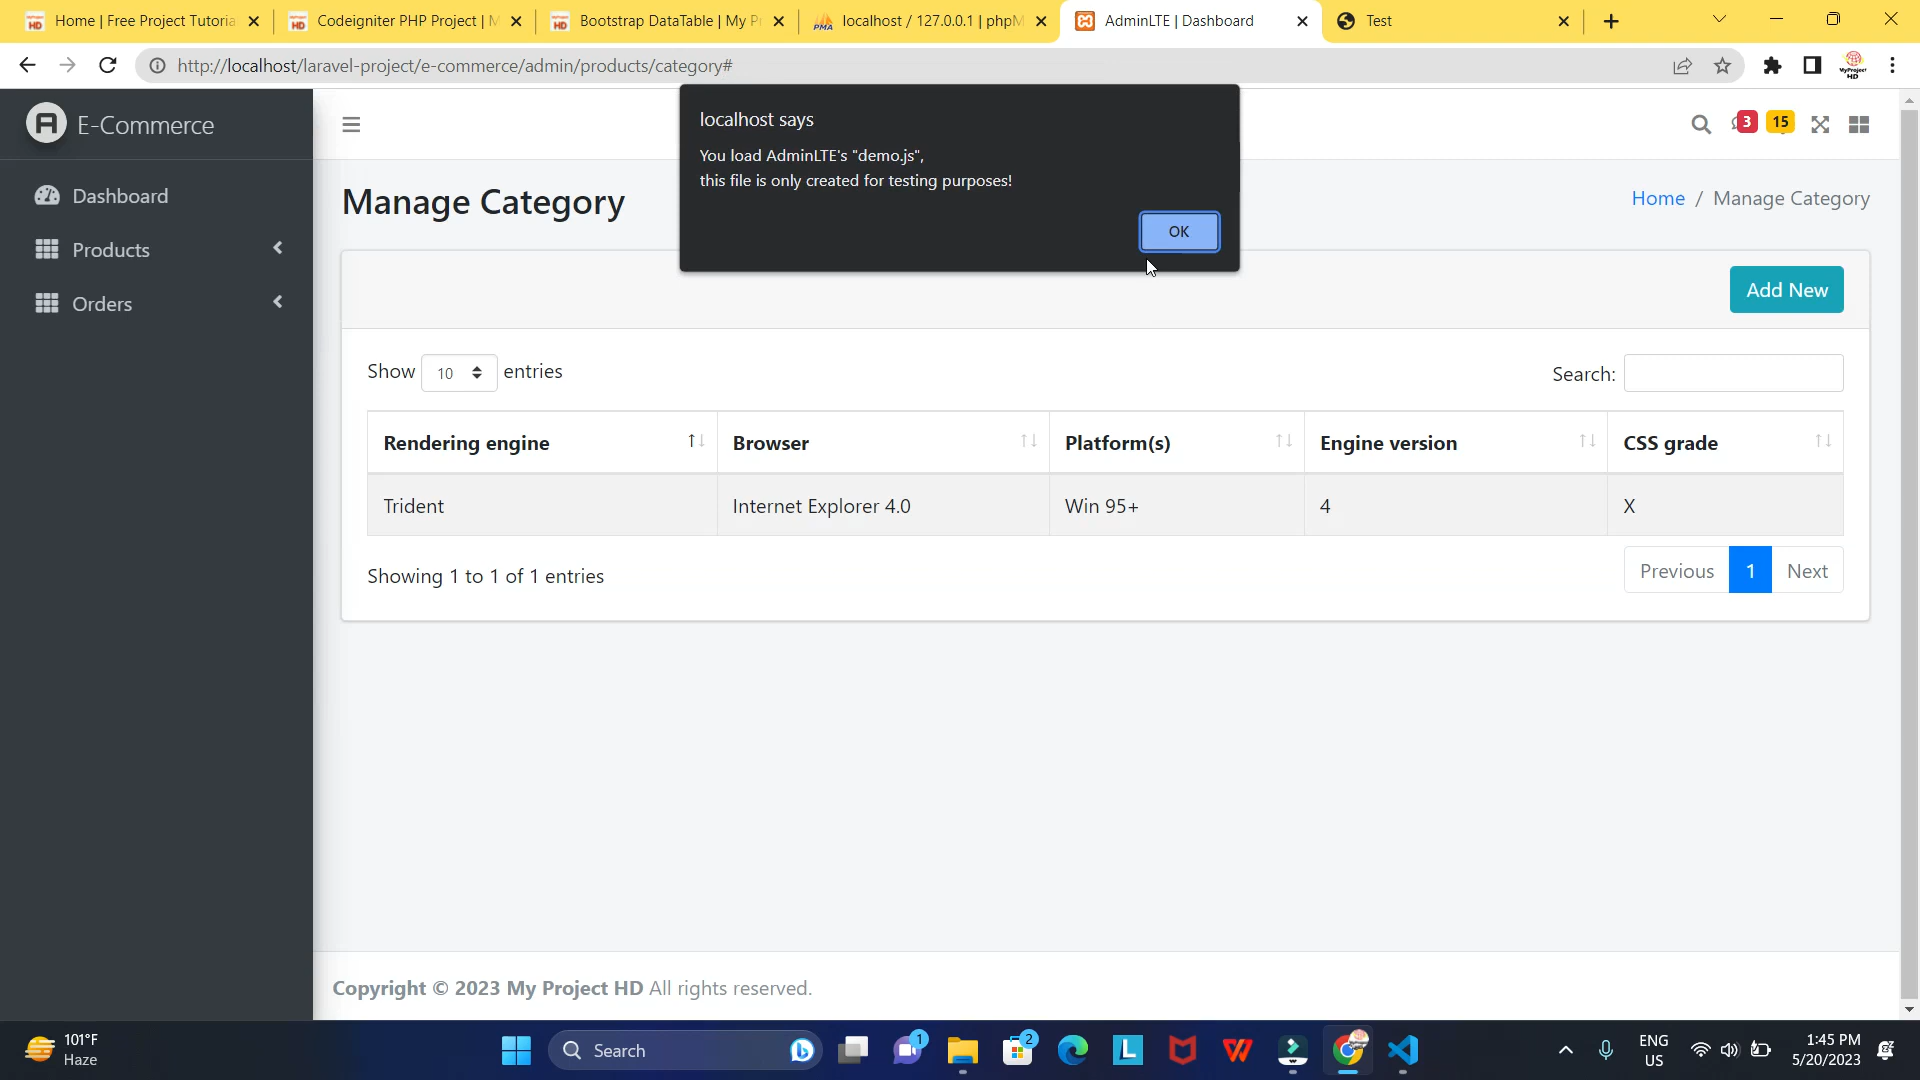 Home | Free Project Tutoria
Codeigniter PHP Project | M
Bootstrap DataTable | My P
localhost / 127.0.0.1 | phpM
AdminLTE | Dashboard
Test
http://localhost/laravel-project/e-commerce/admin/products/category#
E-Commerce
3
15
localhost says
You load AdminLTE's "demo.js",
this file is only created for testing purposes!
OK
Dashboard
Products
Orders
Manage Category
Home / Manage Category
Add New
Show 10 entries
Search:
Rendering engine Browser Platform(s) Engine version CSS grade
Trident Internet Explorer 4.0 Win 95+ 4 X
Showing 1 to 1 of 1 entries
Previous 1 Next
Copyright © 2023 My Project HD All rights reserved.
101°F
Haze
Search
1
2
ENG
US
1:45 PM
5/20/2023